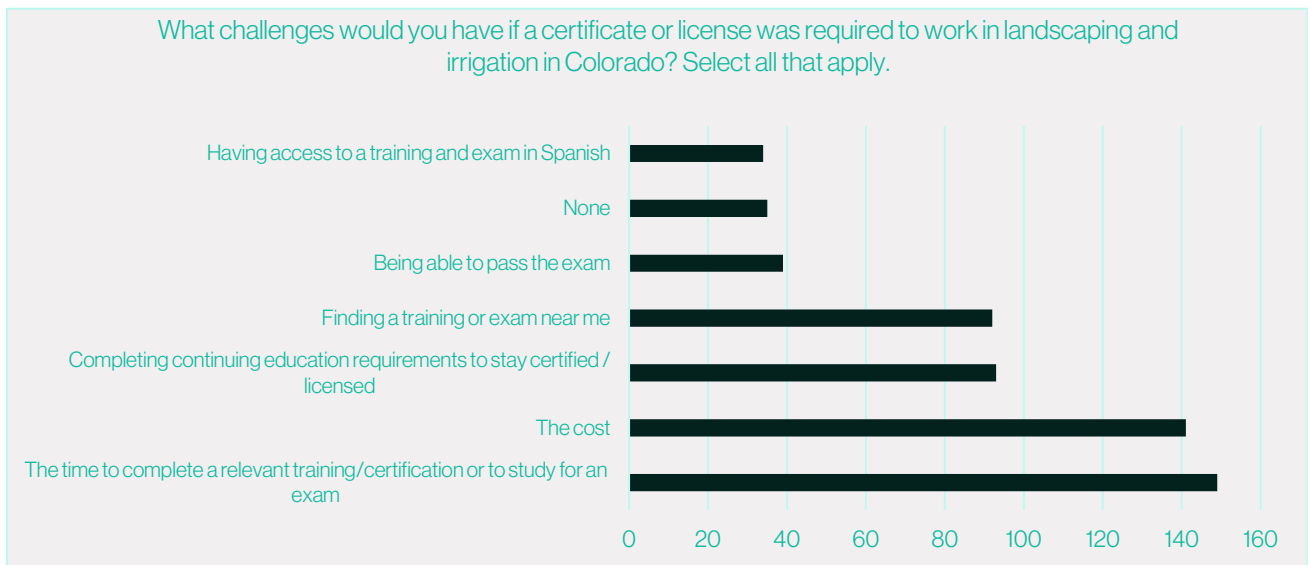 What challenges would you have if a certificate or license was required to work in landscaping and
irrigation in Colorado? Select all that apply.
Having access to a training and exam in Spanish
None
Being able to pass the exam
Finding a training or exam near me
Completing continuing education requirements to stay certified /
licensed
The cost
The time to complete a relevant training/certification or to study for an
exam
0 20 40 60 80 100 120 140 160